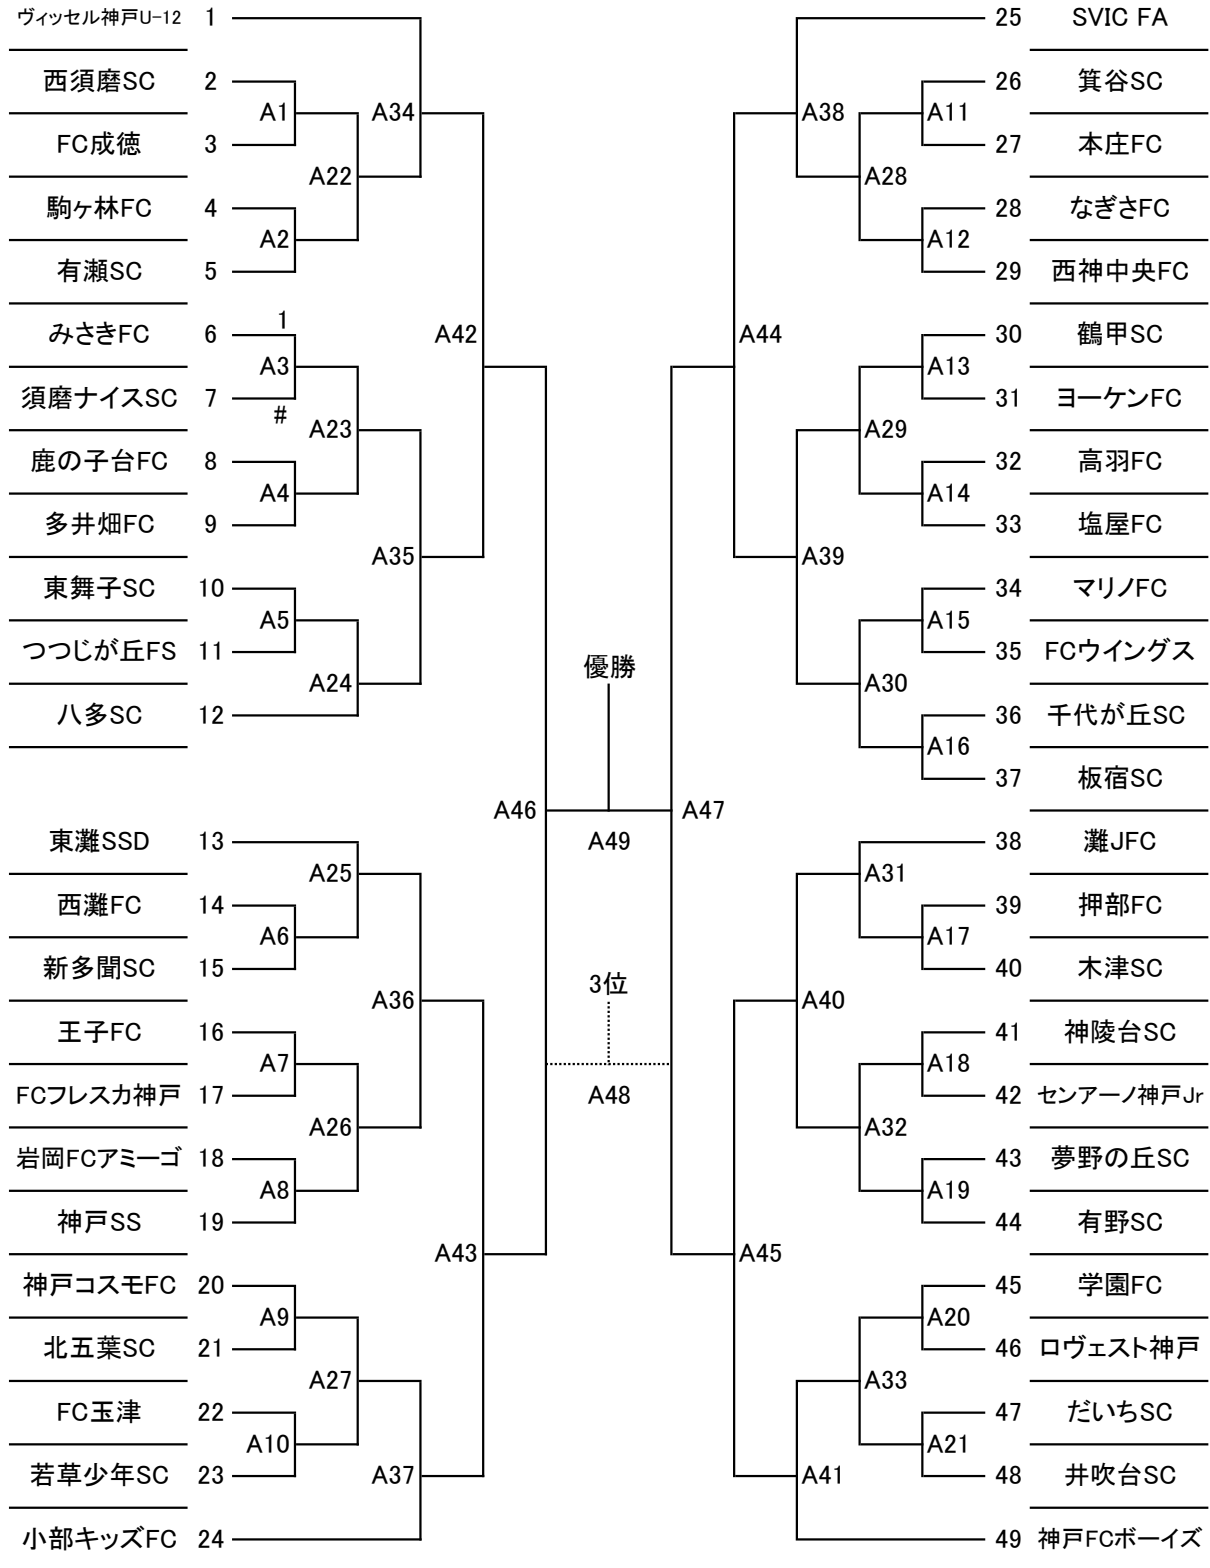 ヴィッセル神戸U-12 1
西須磨SC 2
A1
FC成徳 3
A34
A22
駒ヶ林FC 4
A2
有瀬SC 5
みさきFC 6
1
A3
A42
須磨ナイスSC 7
#
A23
鹿の子台FC 8
A4
多井畑FC 9
A35
東舞子SC 10
A5
つつじが丘FS 11
A24
八多SC 12
A46
東灘SSD 13
A25
西灘FC 14
A6
新多聞SC 15
A36
王子FC 16
A7
FCフレスカ神戸 17
A26
岩岡FCアミーゴ 18
A8
神戸SS 19
A43
神戸コスモFC 20
A9
北五葉SC 21
A27
FC玉津 22
A10
若草少年SC 23
A37
小部キッズFC 24
優勝
A49
3位
A48
25 SVIC FA
26 箕谷SC
A38
A11
27 本庄FC
A28
28 なぎさFC
A12
29 西神中央FC
A44
30 鶴甲SC
A13
31 ヨーケンFC
A29
32 高羽FC
A14
33 塩屋FC
A39
34 マリノFC
A15
35 FCウイングス
A30
36 千代が丘SC
A16
37 板宿SC
A47
38 灘JFC
A31
39 押部FC
A17
40 木津SC
A40
41 神陵台SC
A18
42 センアーノ神戸Jr
A32
43 夢野の丘SC
A19
44 有野SC
A45
45 学園FC
A20
46 ロヴェスト神戸
A33
47 だいちSC
A21
48 井吹台SC
A41
49 神戸FCボーイズ